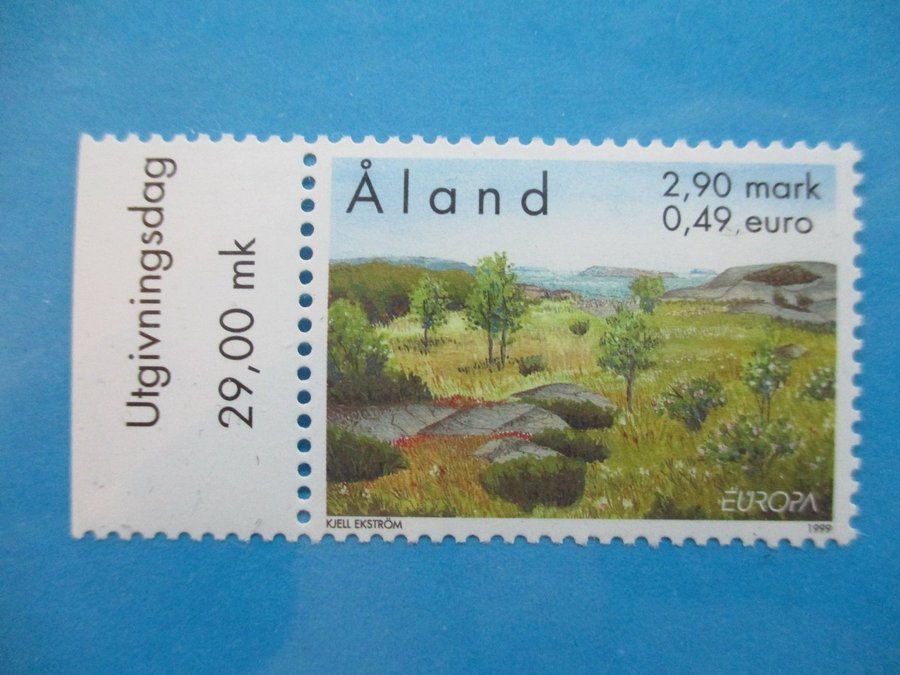 Utgivningsdag
29,00 mk
Åland
2,90 mark
0,49 euro
EUROPA
KJELL EKSTRÖM
1999